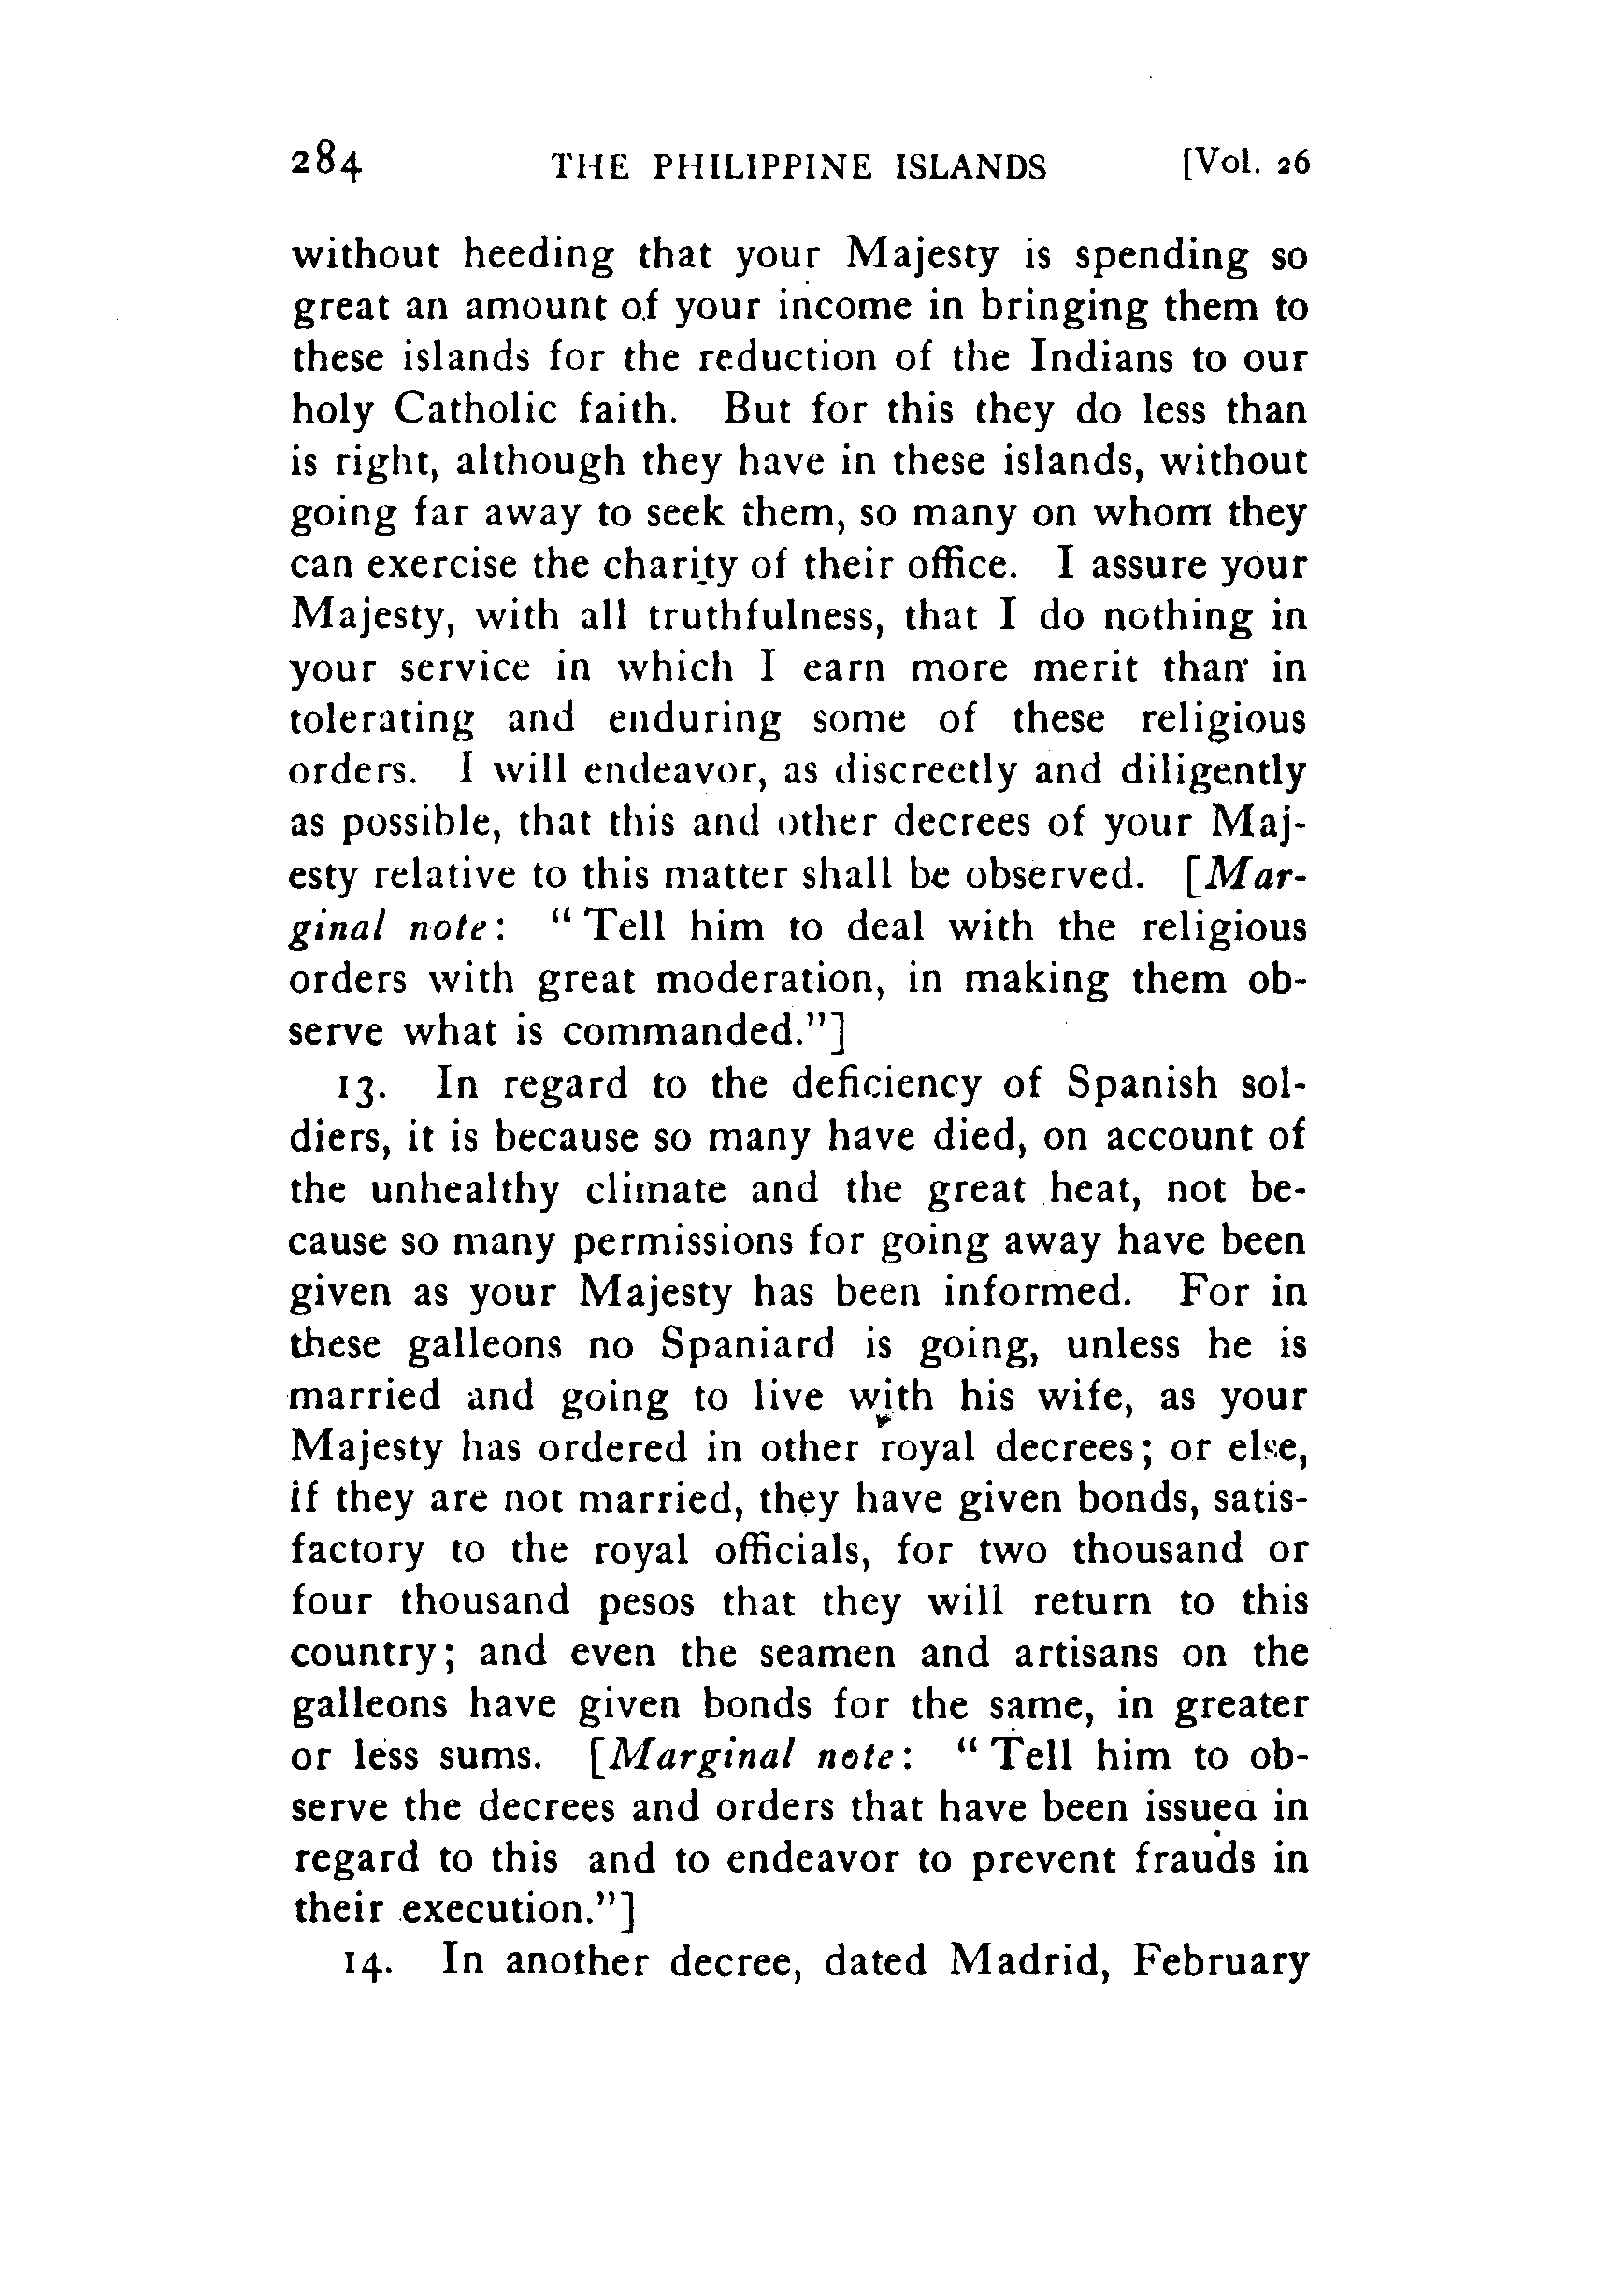 284 THE PHILIPPINE ISLANDS [Vol. 26
without heeding that your Majesty is spending so
great an amount of your income in bringing them to
these islands for the reduction of the Indians to our
holy Catholic faith. But for this they do less than
is right, although they have in these islands, without
going far away to seek them, so many on whom they
can exercise the charity of their office. I assure your
Majesty, with all truthfulness, that I do nothing in
your service in which I earn more merit than in
tolerating and enduring some of these religious
orders. I will endeavor, as discreetly and diligently
as possible, that this and other decrees of your Maj-
esty relative to this matter shall be observed. [Mar-
ginal note: “Tell him to deal with the religious
orders with great moderation, in making them ob-
serve what is commanded.”]
13. In regard to the deficiency of Spanish sol-
diers, it is because so many have died, on account of
the unhealthy climate and the great heat, not be-
cause so many permissions for going away have been
given as your Majesty has been informed. For in
these galleons no Spaniard is going, unless he is
married and going to live with his wife, as your
Majesty has ordered in other royal decrees; or else,
if they are not married, they have given bonds, satis-
factory to the royal officials, for two thousand or
four thousand pesos that they will return to this
country; and even the seamen and artisans on the
galleons have given bonds for the same, in greater
or less sums. [Marginal note: “Tell him to ob-
serve the decrees and orders that have been issued in
regard to this and to endeavor to prevent frauds in
their execution.”]
14. In another decree, dated Madrid, February